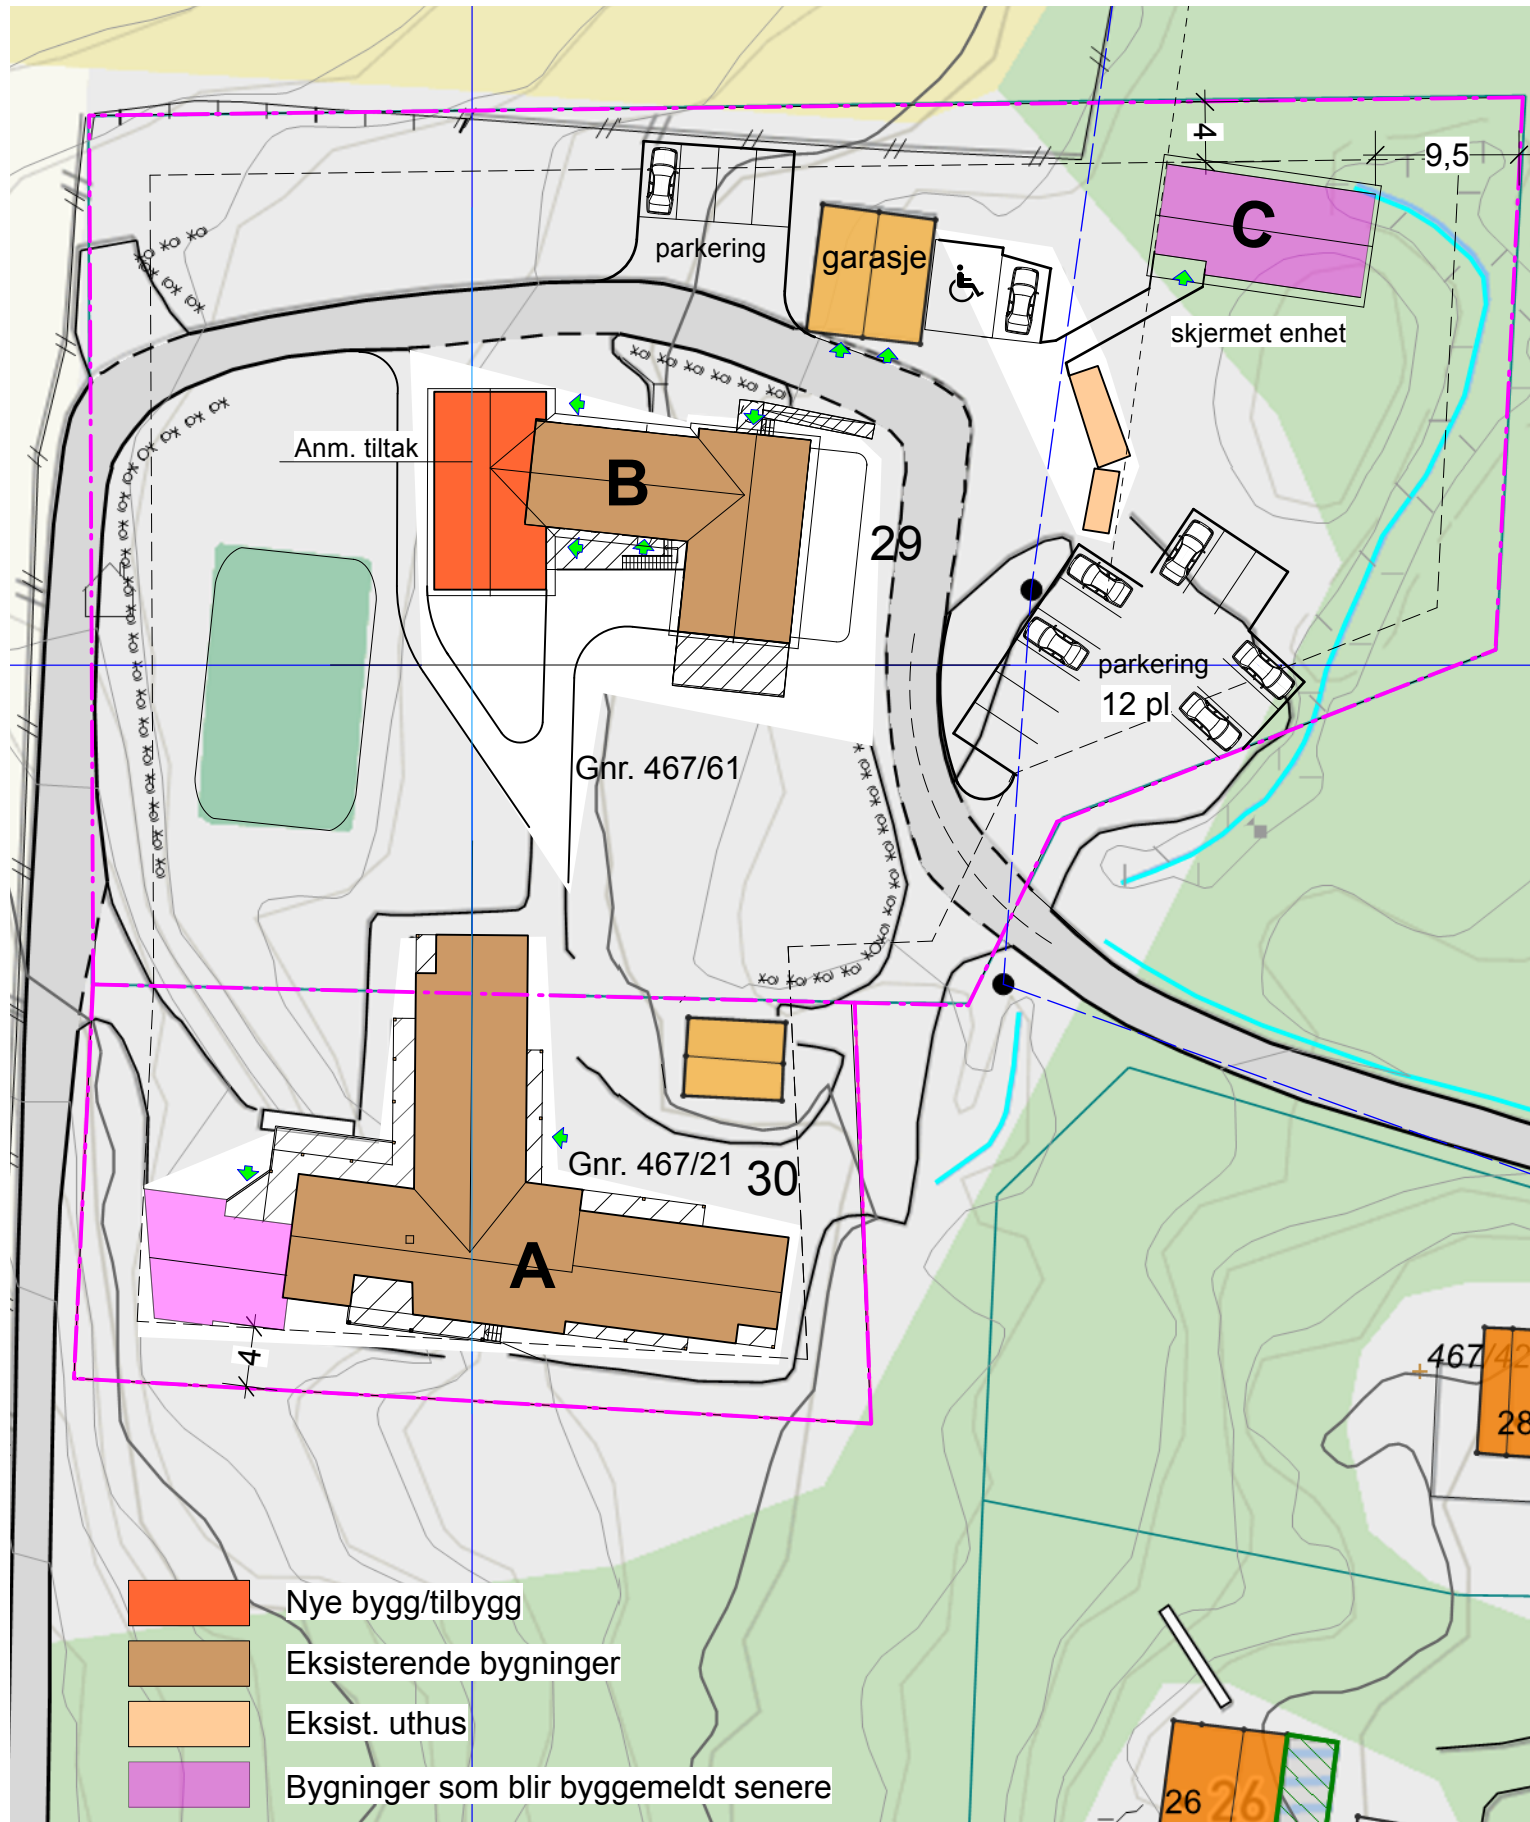 4
9,5
C
parkering
garasje
skjermet enhet
Anm. tiltak
B
29
parkering
12 pl
Gnr. 467/61
Gnr. 467/21
30
A
4
467/42
28
Nye bygg/tilbygg
Eksisterende bygninger
Eksist. uthus
Bygninger som blir byggemeldt senere
26
26